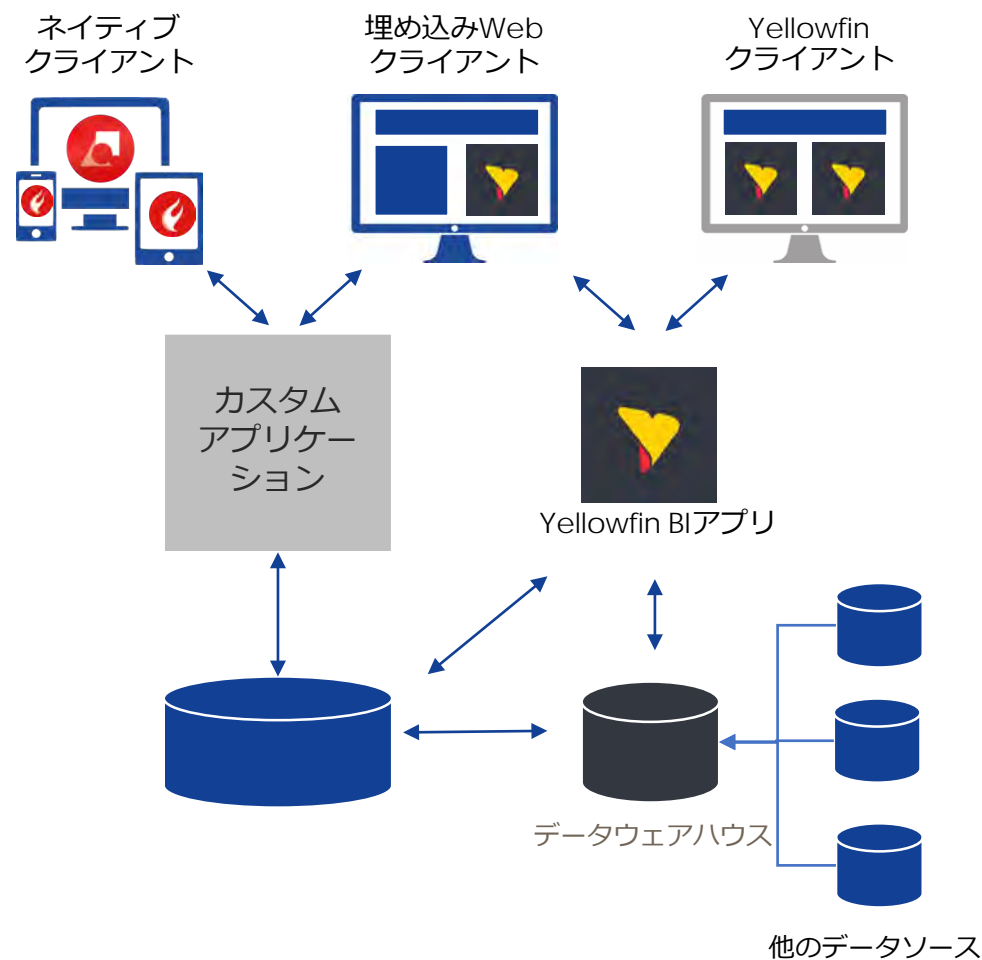 ネイティブ
クライアント
埋め込みWeb
クライアント
Yellowfin
クライアント
カスタム
アプリケー
ション
Yellowfin BIアプリ
データウェアハウス
他のデータソース